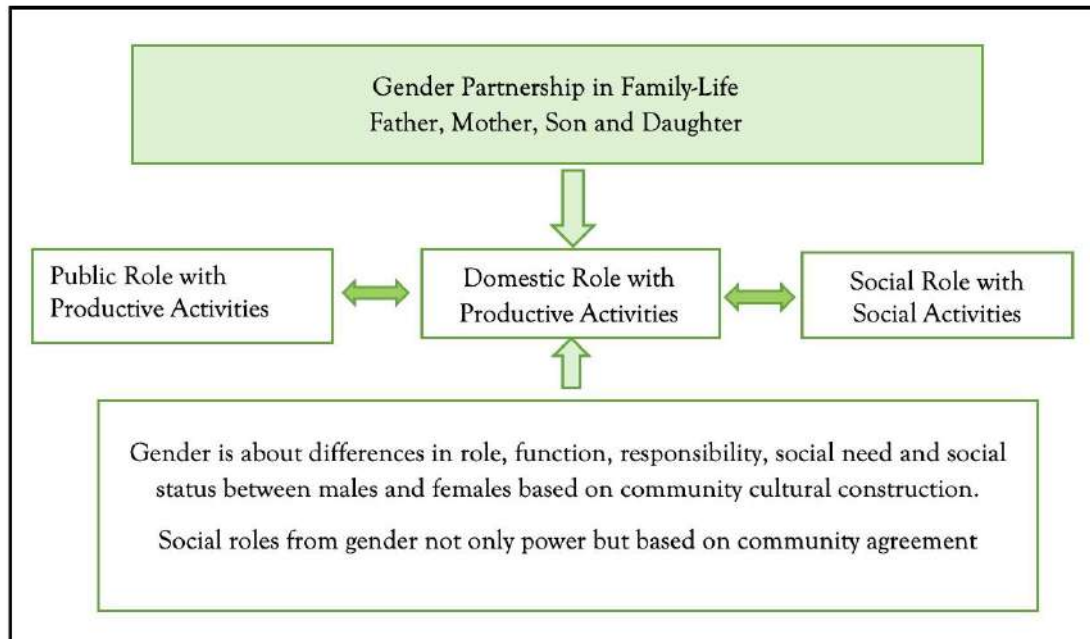 Gender Partnership in Family-Life
Father, Mother, Son and Daughter
Public Role with
Productive Activities
Domestic Role with
Productive Activities
Social Role with
Social Activities
Gender is about differences in role, function, responsibility, social need and social
status between males and females based on community cultural construction.
Social roles from gender not only power but based on community agreement